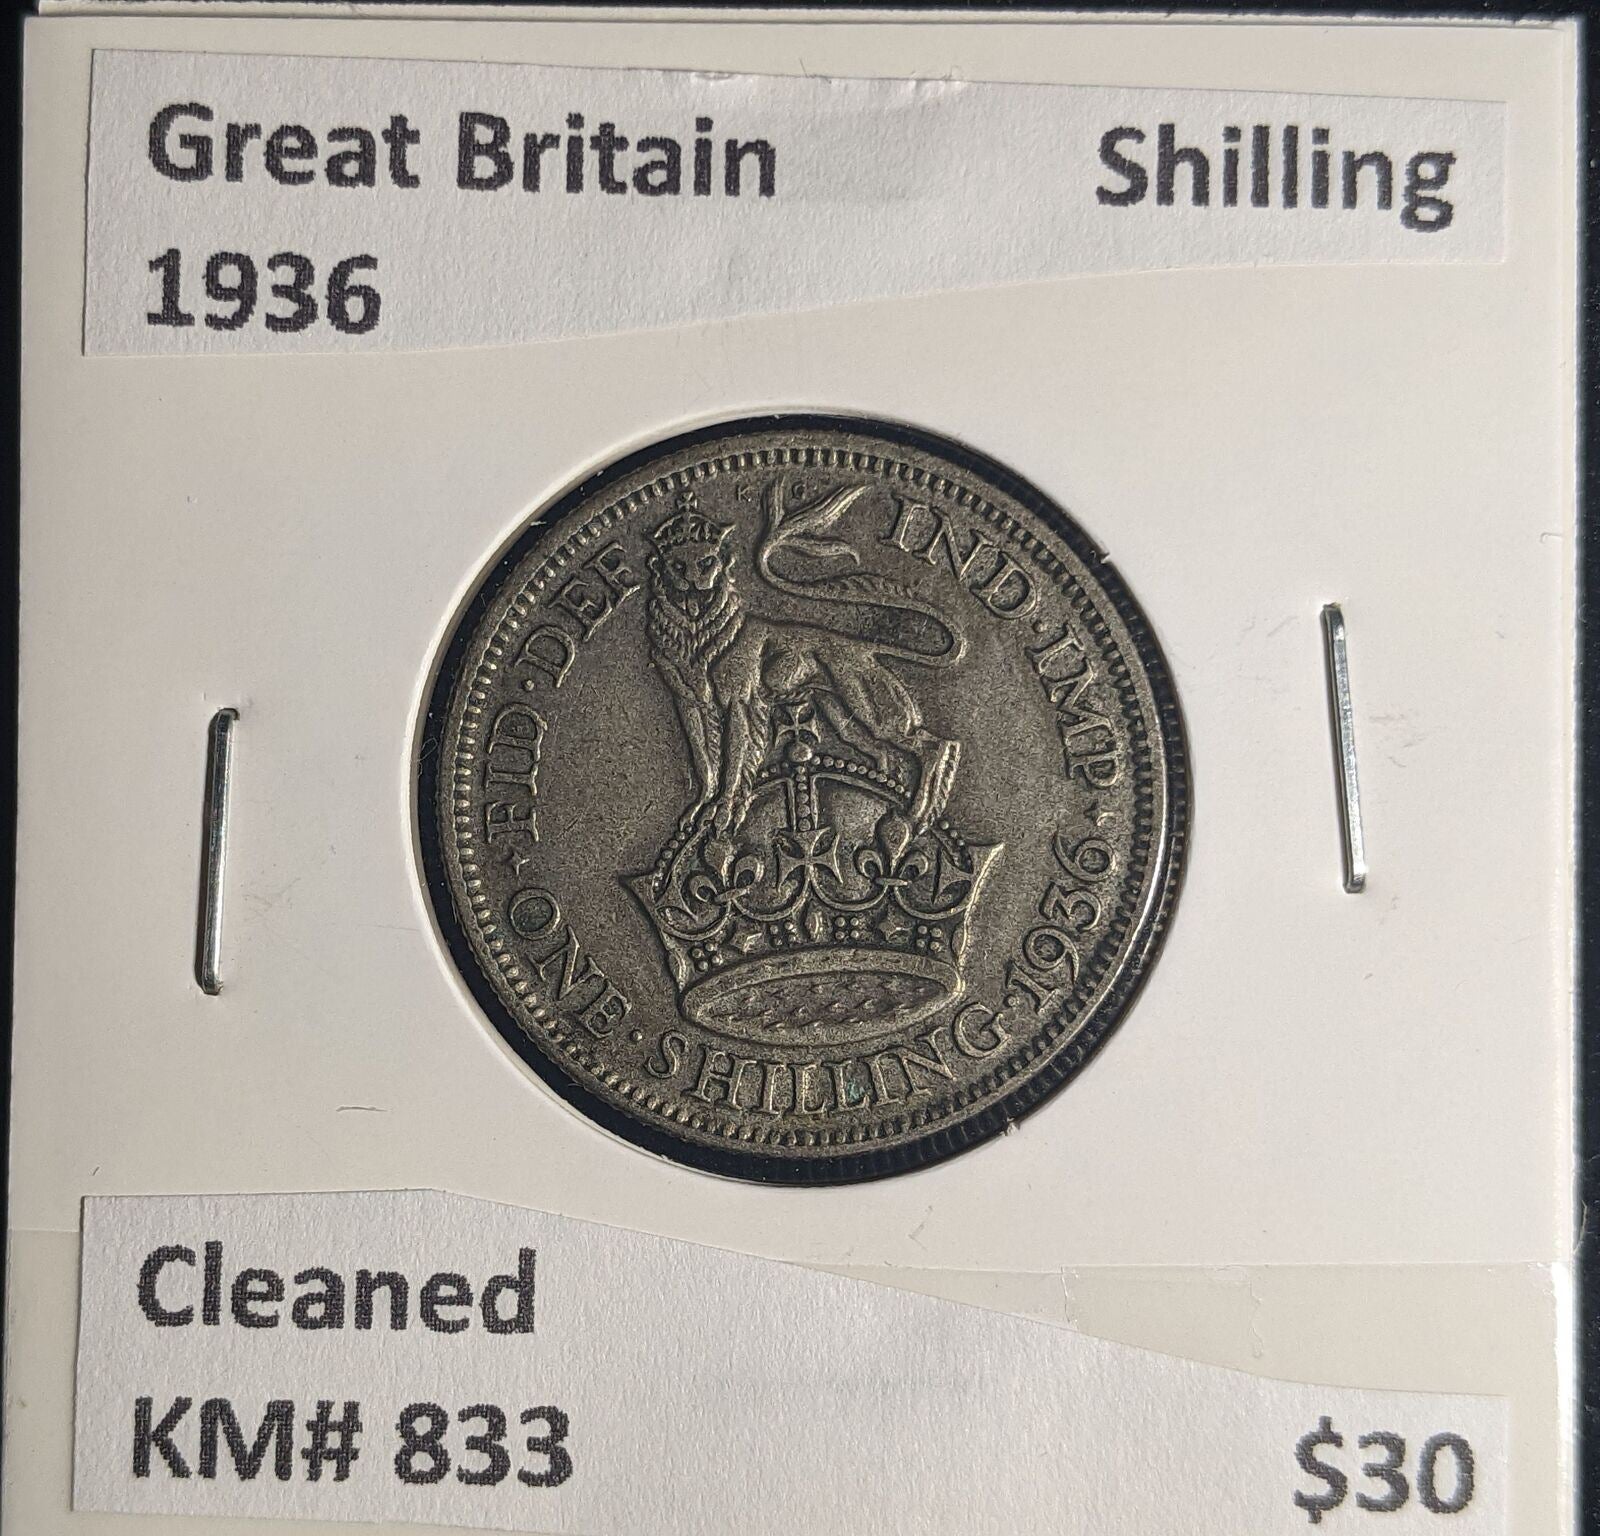 Great Britain Shilling
1936
·FID·DEF IND·IMP·
K G
ONE·SHILLING·1936
Cleaned
KM# 833 $30